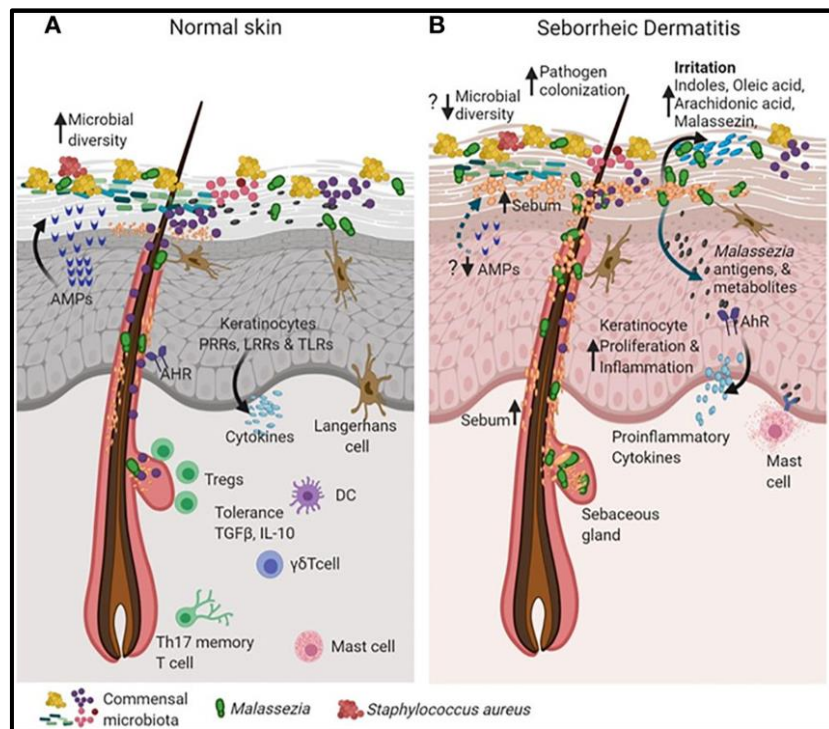 A
Normal skin
Microbial
diversity
AMPs
AHR
Keratinocytes
PRRs, LRRs & TLRs
Cytokines
Langerhans
cell
Tregs
DC
Tolerance
TGFβ, IL-10
γδTcell
Th17 memory
T cell
Mast cell
B
Seborrheic Dermatitis
? Microbial
diversity
Pathogen
colonization
Irritation
Indoles, Oleic acid,
Arachidonic acid,
Malassezin,
Sebum
? AMPs
Malassezia
antigens, &
metabolites
AhR
Keratinocyte
Proliferation &
Inflammation
Sebum
Proinflammatory
Cytokines
Mast
cell
Sebaceous
gland
Commensal
microbiota
Malassezia
Staphylococcus aureus